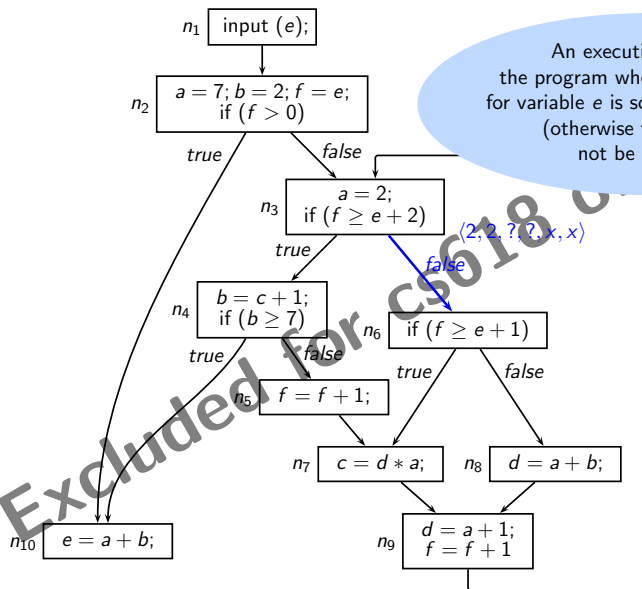 n1 input (e);
n2 a = 7; b = 2; f = e;
if (f > 0)
An executi
the program whe
for variable e is so
(otherwise
not be
true
false
n3 a = 2;
if (f ≥ e + 2)
⟨2, 2, ?, ?, x, x⟩
true
false
n4 b = c + 1;
if (b ≥ 7)
n6 if (f ≥ e + 1)
true
false
true
false
n5 f = f + 1;
n7 c = d ∗ a;
n8 d = a + b;
n10 e = a + b;
n9 d = a + 1;
f = f + 1
Excluded for cs618